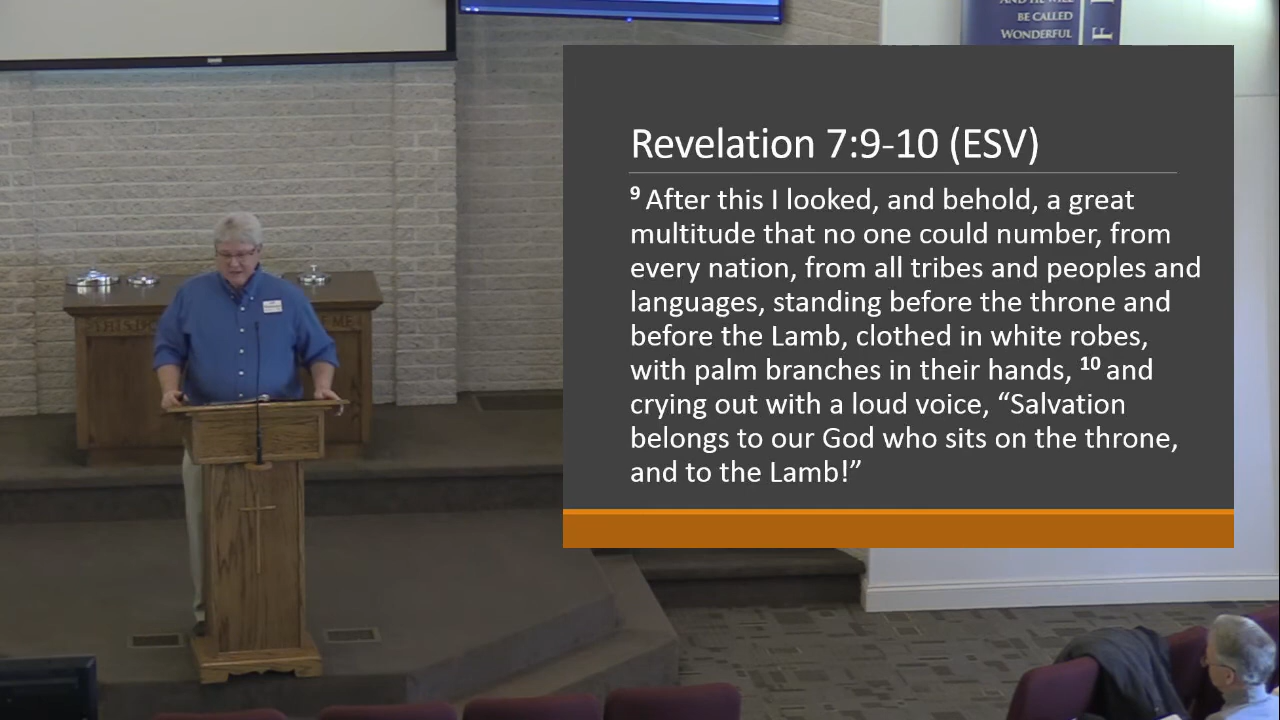 AND HE WILL
BE CALLED
WONDERFUL
Revelation 7:9-10 (ESV)
9 After this I looked, and behold, a great
multitude that no one could number, from
every nation, from all tribes and peoples and
languages, standing before the throne and
before the Lamb, clothed in white robes,
with palm branches in their hands, 10 and
crying out with a loud voice, “Salvation
belongs to our God who sits on the throne,
and to the Lamb!”
THIS DO
ME